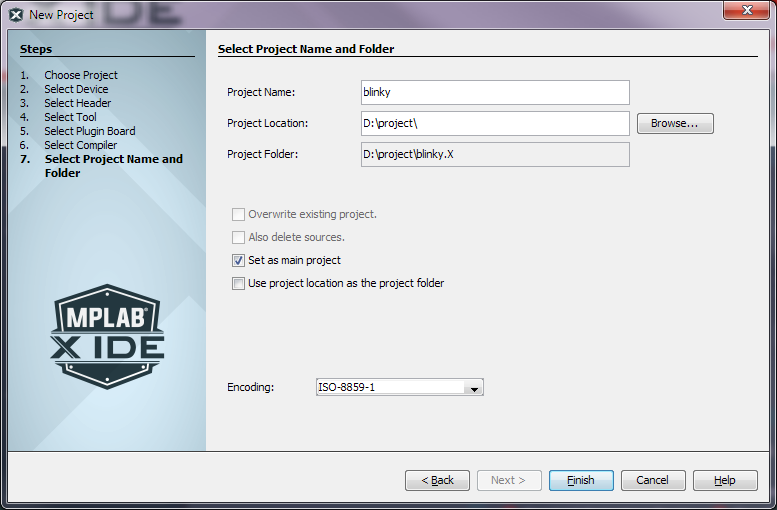 New Project
Steps
1. Choose Project
2. Select Device
3. Select Header
4. Select Tool
5. Select Plugin Board
6. Select Compiler
7. Select Project Name and
Folder
MPLAB®
X IDE
Select Project Name and Folder
Project Name: blinky
Project Location: D:\project\ Browse...
Project Folder: D:\project\blinky.X
Overwrite existing project.
Also delete sources.
Set as main project
Use project location as the project folder
Encoding: ISO-8859-1
< Back Next > Finish Cancel Help